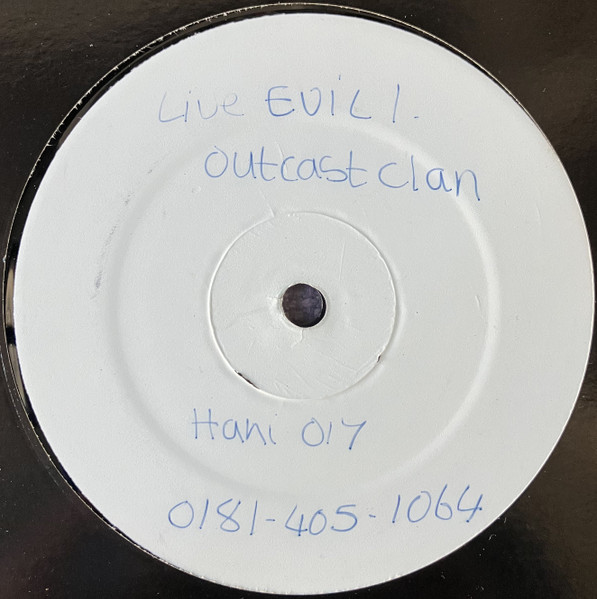 Live EVIL 1.
Outcast Clan
Hani 017
0181-405-1064